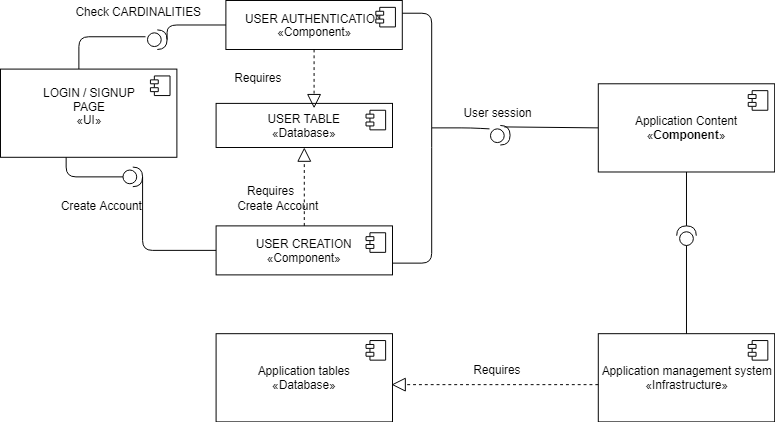 Check CARDINALITIES
USER AUTHENTICATION
«Component»
LOGIN / SIGNUP
PAGE
«UI»
Requires
USER TABLE
«Database»
User session
Application Content
«Component»
Requires
Create Account
Create Account
USER CREATION
«Component»
Application tables
«Database»
Requires
Application management system
«Infrastructure»